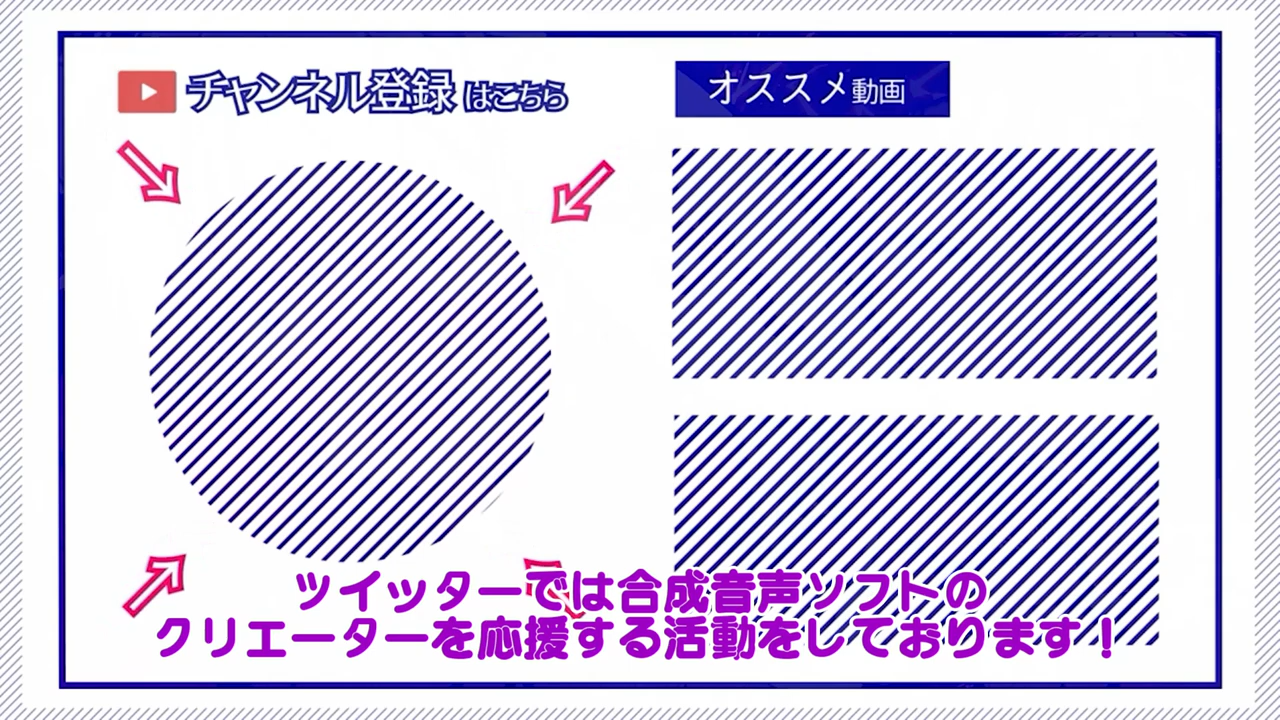 チャンネル登録 はこちら
オススメ動画
ツイッターでは合成音声ソフトの
クリエーターを応援する活動をしております！